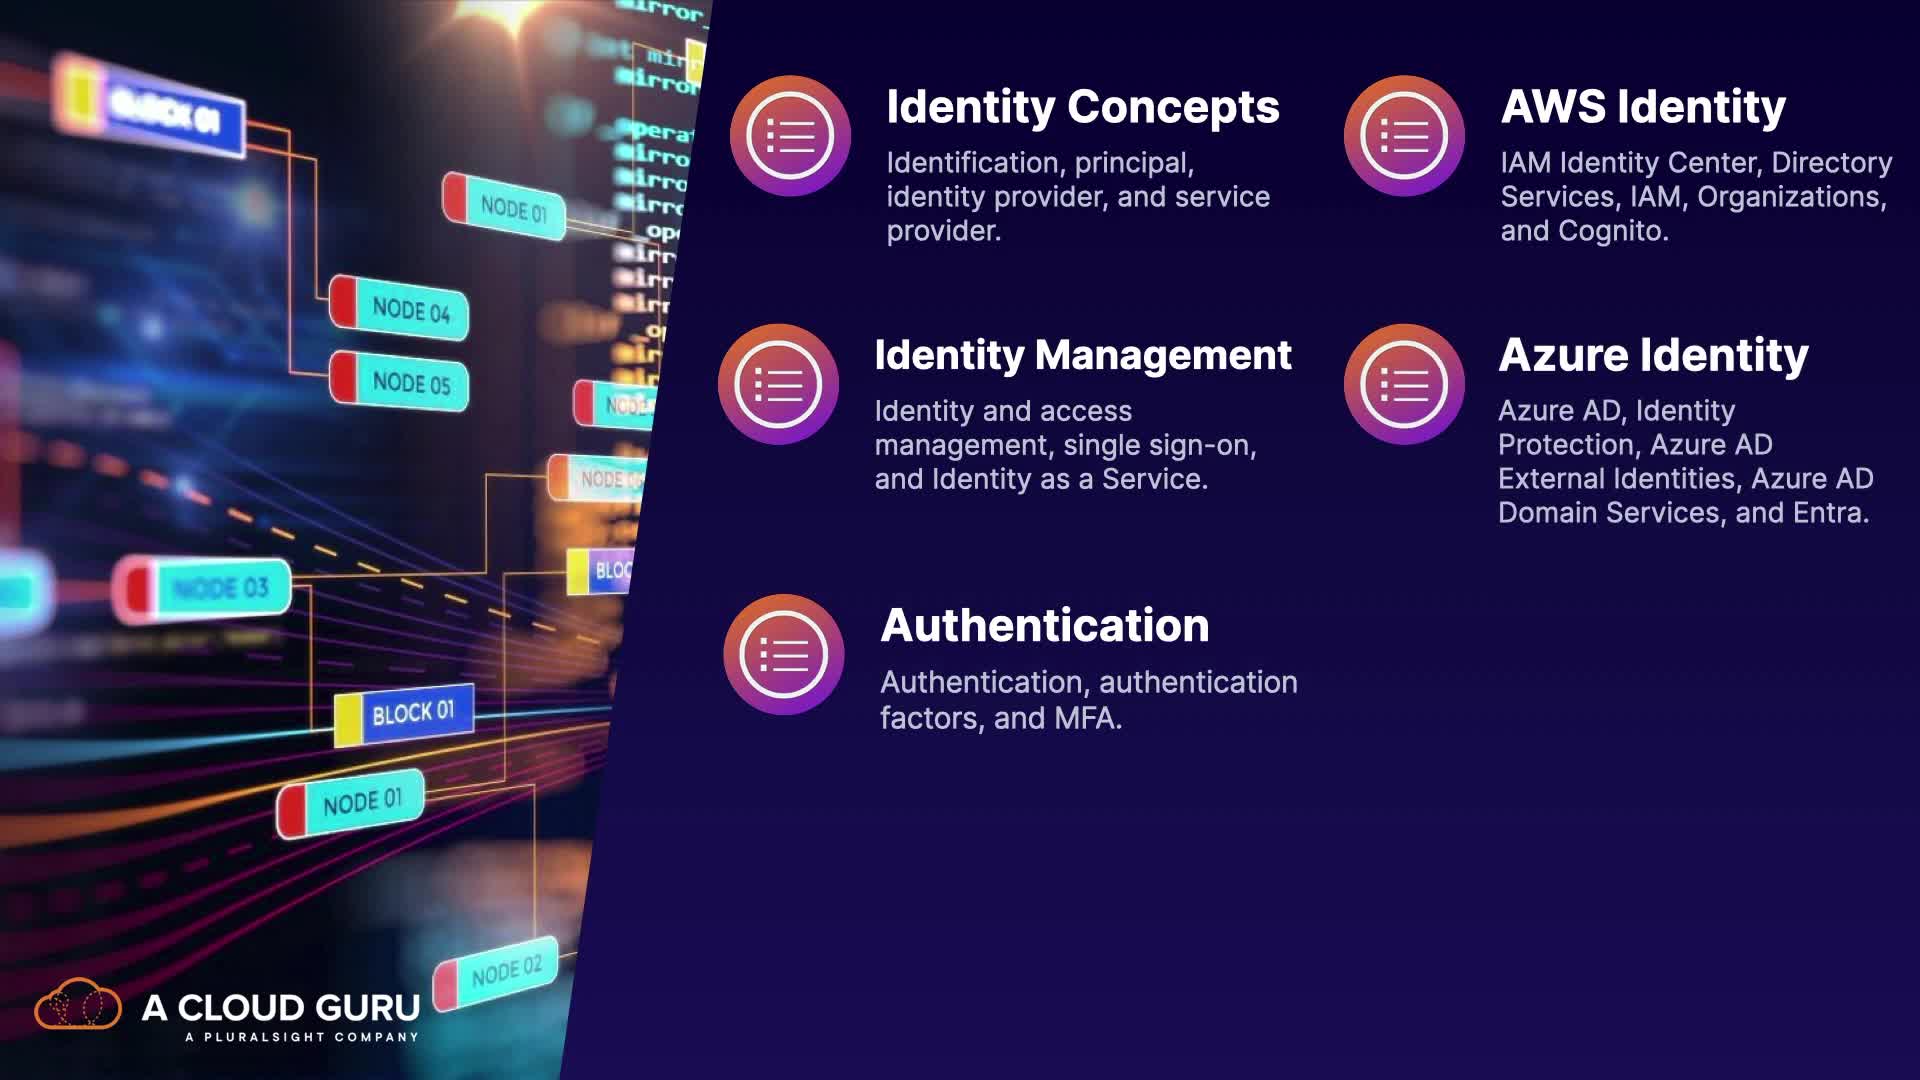 Identity Concepts
Identification, principal,
identity provider, and service
provider.
Identity Management
Identity and access
management, single sign-on,
and Identity as a Service.
Authentication
Authentication, authentication
factors, and MFA.
AWS Identity
IAM Identity Center, Directory
Services, IAM, Organizations,
and Cognito.
Azure Identity
Azure AD, Identity
Protection, Azure AD
External Identities, Azure AD
Domain Services, and Entra.
BLOCK 01
NODE 01
NODE 04
NODE 05
NODE 03
BLOCK 01
NODE 01
NODE 02
A CLOUD GURU
A PLURALSIGHT COMPANY